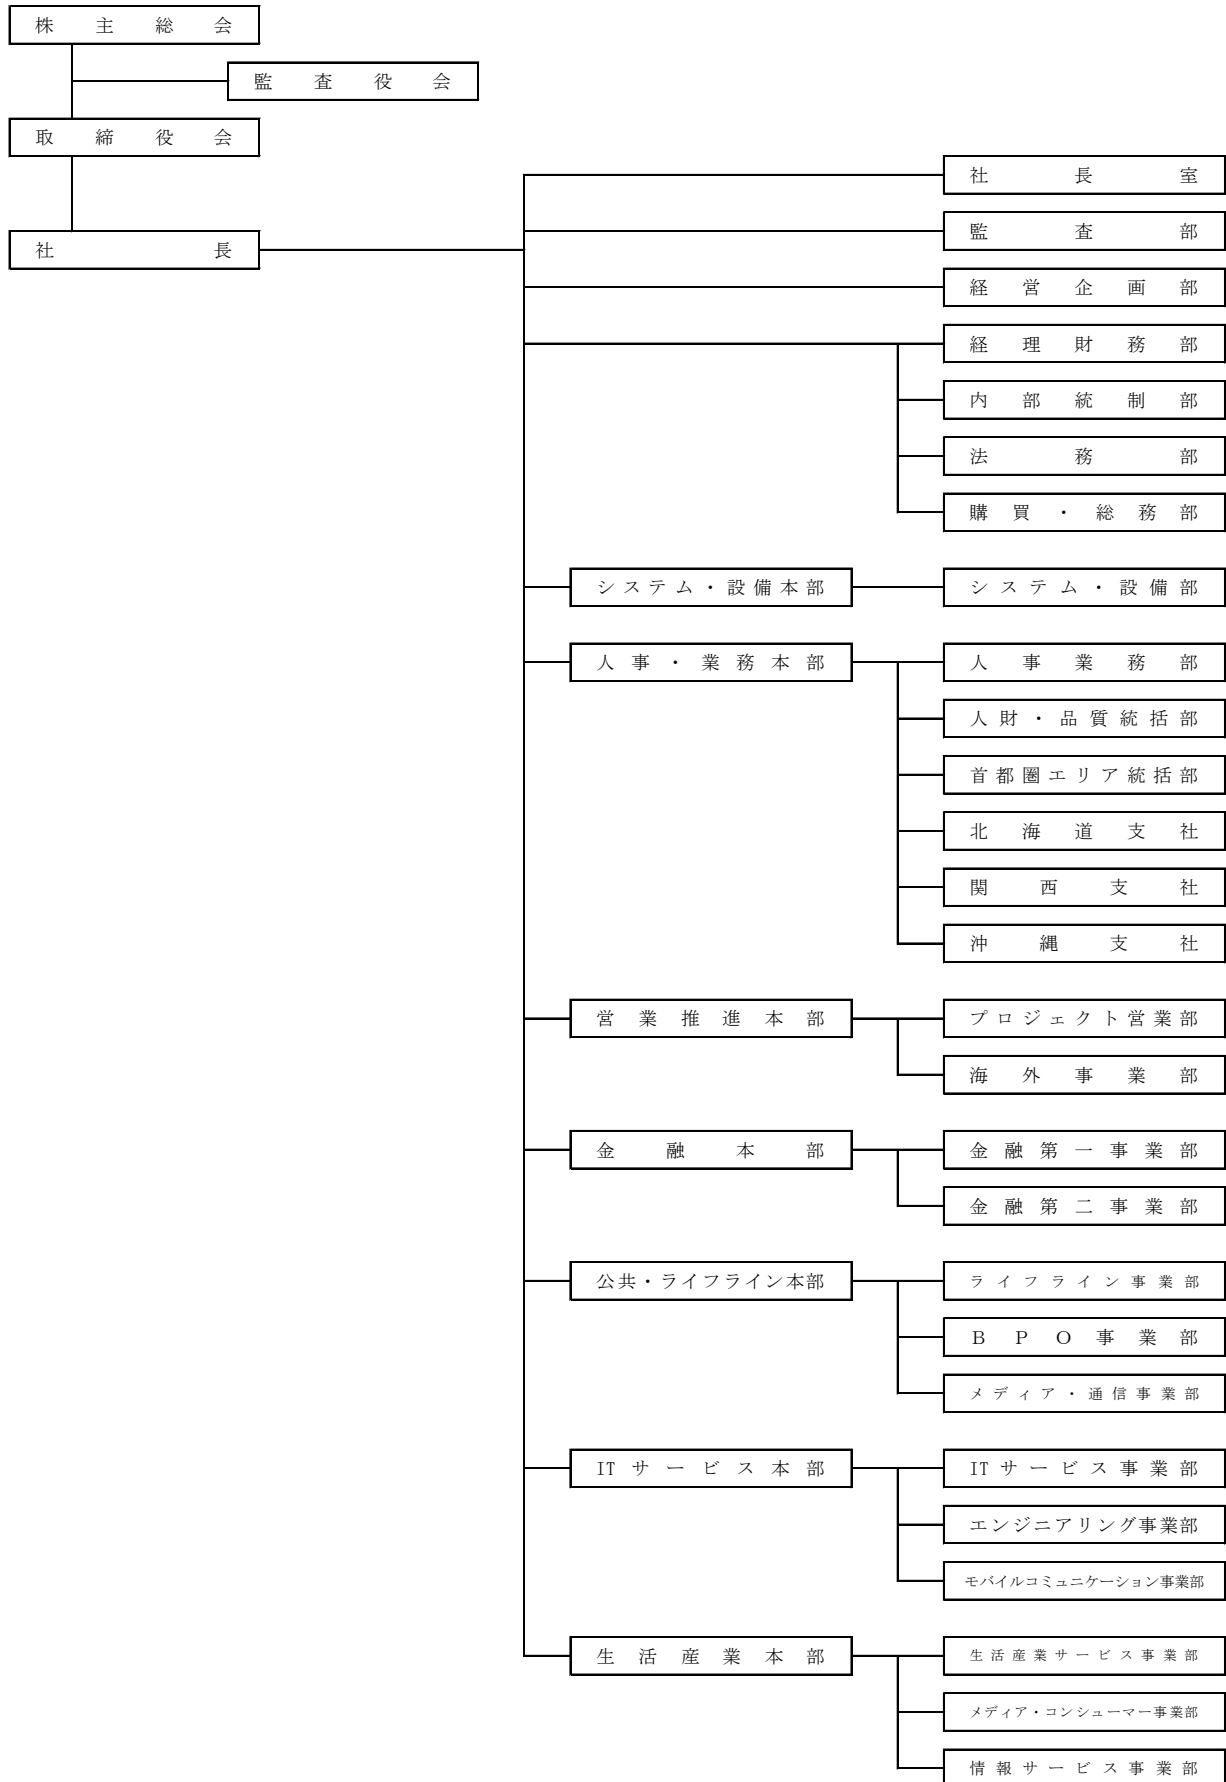 株主総会
監査役会
取締役会
社長室
監査部
社長
経営企画部
経理財務部
内部統制部
法務部
購買・総務部
システム・設備本部 システム・設備部
人事・業務本部 人事業務部
人財・品質統括部
首都圏エリア統括部
北海道支社
関西支社
沖縄支社
営業推進本部 プロジェクト営業部
海外事業部
金融本部 金融第一事業部
金融第二事業部
公共・ライフライン本部 ライフライン事業部
BPO事業部
メディア・通信事業部
ITサービス本部 ITサービス事業部
エンジニアリング事業部
モバイルコミュニケーション事業部
生活産業本部 生活産業サービス事業部
メディア・コンシューマー事業部
情報サービス事業部